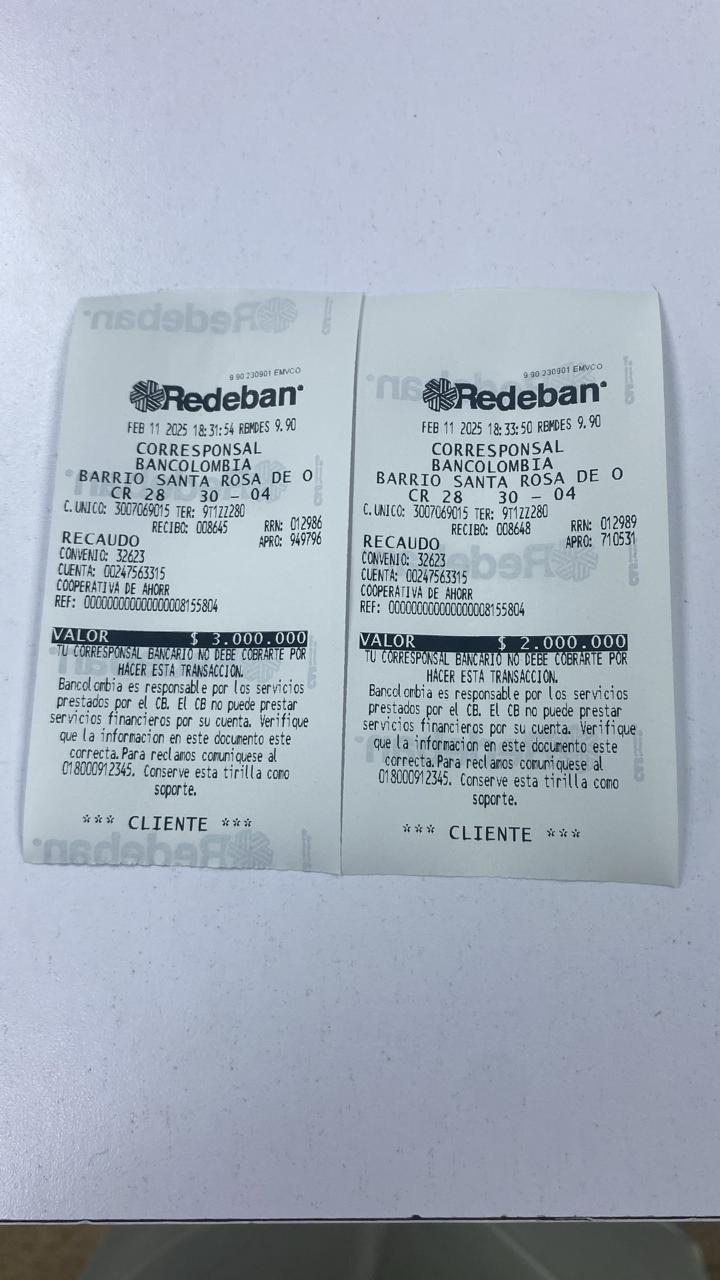 9.90 230901 EMVCO
Redeban
FEB 11 2025 18:31:54 RBMDES 9.90
CORRESPONSAL
BANCOLOMBIA
BARRIO SANTA ROSA DE O
CR 28 30 - 04
C.UNICO: 3007069015 TER: 9T1ZZ280
RECIBO: 008645 RRN: 012986
RECAUDO APRO: 949796
CONVENIO: 32623
CUENTA: 00247563315
COOPERATIVA DE AHORR
REF: 00000000000000008155804
VALOR $ 3.000.000
TU CORRESPONSAL BANCARIO NO DEBE COBRARTE POR
HACER ESTA TRANSACCIÓN.
Bancolombia es responsable por los servicios
prestados por el CB. El CB no puede prestar
servicios financieros por su cuenta. Verifique
que la informacion en este documento este
correcta.Para reclamos comuniquese al
018000912345. Conserve esta tirilla como
soporte.
*** CLIENTE ***
9.90 230901 EMVCO
Redeban
FEB 11 2025 18:33:50 RBMDES 9.90
CORRESPONSAL
BANCOLOMBIA
BARRIO SANTA ROSA DE O
CR 28 30 - 04
C.UNICO: 3007069015 TER: 9T1ZZ280
RECIBO: 008648 RRN: 012989
RECAUDO APRO: 710531
CONVENIO: 32623
CUENTA: 00247563315
COOPERATIVA DE AHORR
REF: 00000000000000008155804
VALOR $ 2.000.000
TU CORRESPONSAL BANCARIO NO DEBE COBRARTE POR
HACER ESTA TRANSACCIÓN.
Bancolombia es responsable por los servicios
prestados por el CB. El CB no puede prestar
servicios financieros por su cuenta. Verifique
que la informacion en este documento este
correcta.Para reclamos comuniquese al
018000912345. Conserve esta tirilla como
soporte.
*** CLIENTE ***